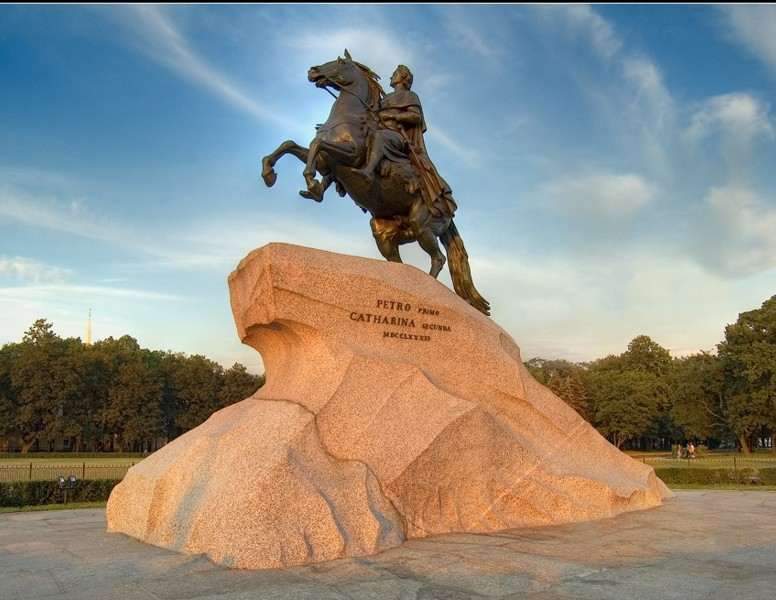 PETRO PRIMO
CATHARINA SECUNDA
MDCCLXXXII